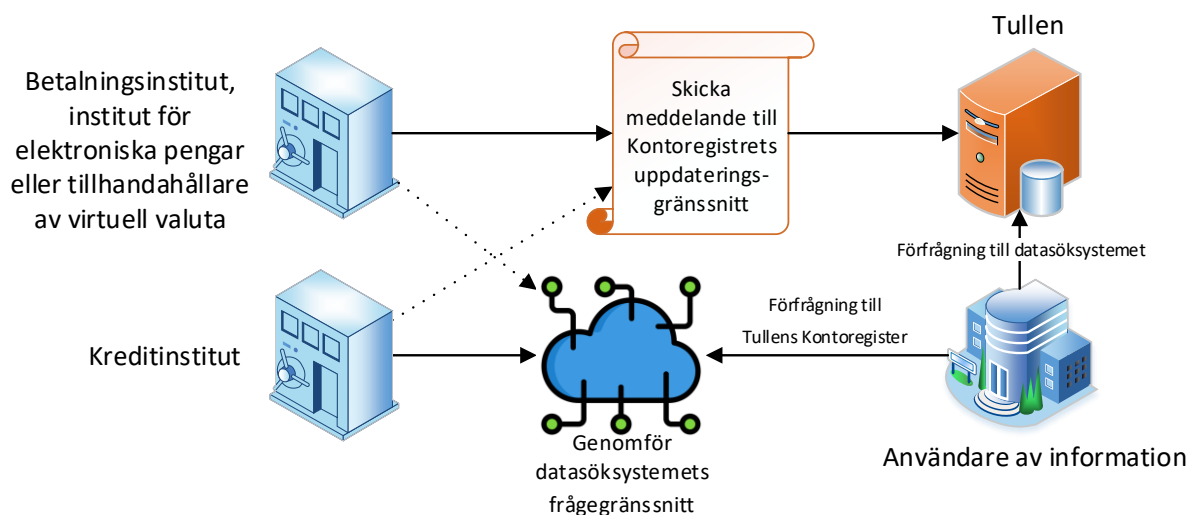 Tullen
Betalningsinstitut,
institut för
elektroniska pengar
eller tillhandahållare
av virtuell valuta
Skicka
meddelande till
Kontoregistrets
uppdaterings-
gränssnitt
Förfrågning till datasöksystemet
Kreditinstitut
Förfrågning till
Tullens Kontoregister
Genomför
datasöksystemets
frågegränssnitt
Användare av information